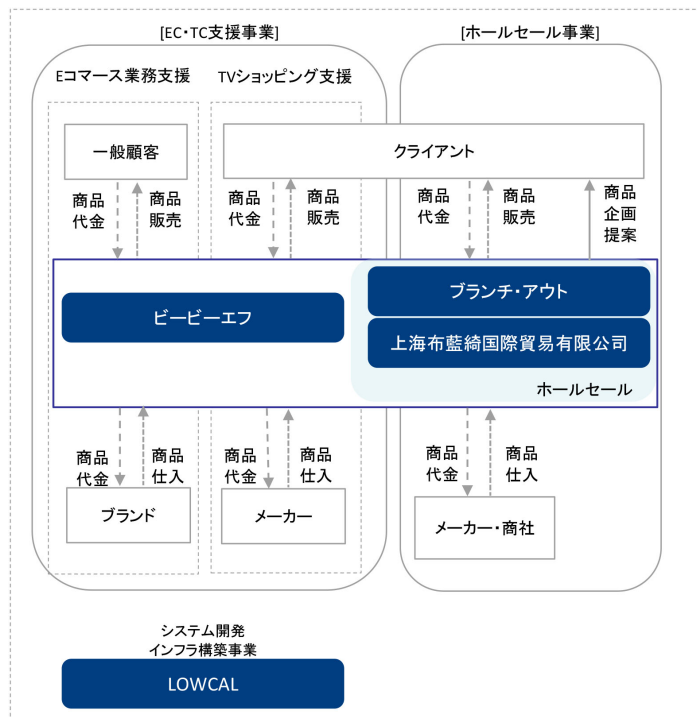 [EC･TC支援事業]
[ホールセール事業]
Eコマース業務支援
TVショッピング支援
一般顧客
クライアント
商品
代金
商品
販売
商品
代金
商品
販売
商品
代金
商品
販売
商品
企画
提案
ビービーエフ
ブランチ･アウト
上海布藍綺国際貿易有限公司
ホールセール
商品
代金
商品
仕入
商品
代金
商品
仕入
商品
代金
商品
仕入
ブランド
メーカー
メーカー･商社
システム開発
インフラ構築事業
LOWCAL